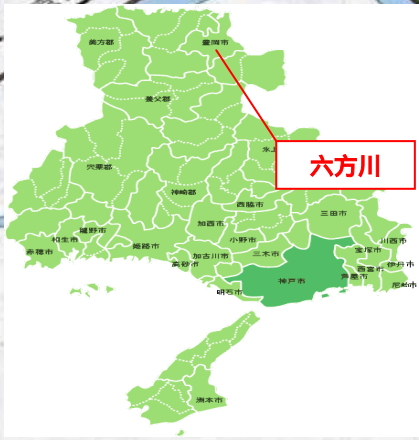 美方郡
豊岡市
養父郡
氷上
六方川
宍粟郡
神崎郡
西脇市
三田市
加西市
龍野市
相生市
赤穂市
姫路市
小野市
加古川市
三木市
高砂市
川西市
宝塚市
伊丹市
西宮市
芦屋市
尼崎市
神戸市
明石市
洲本市